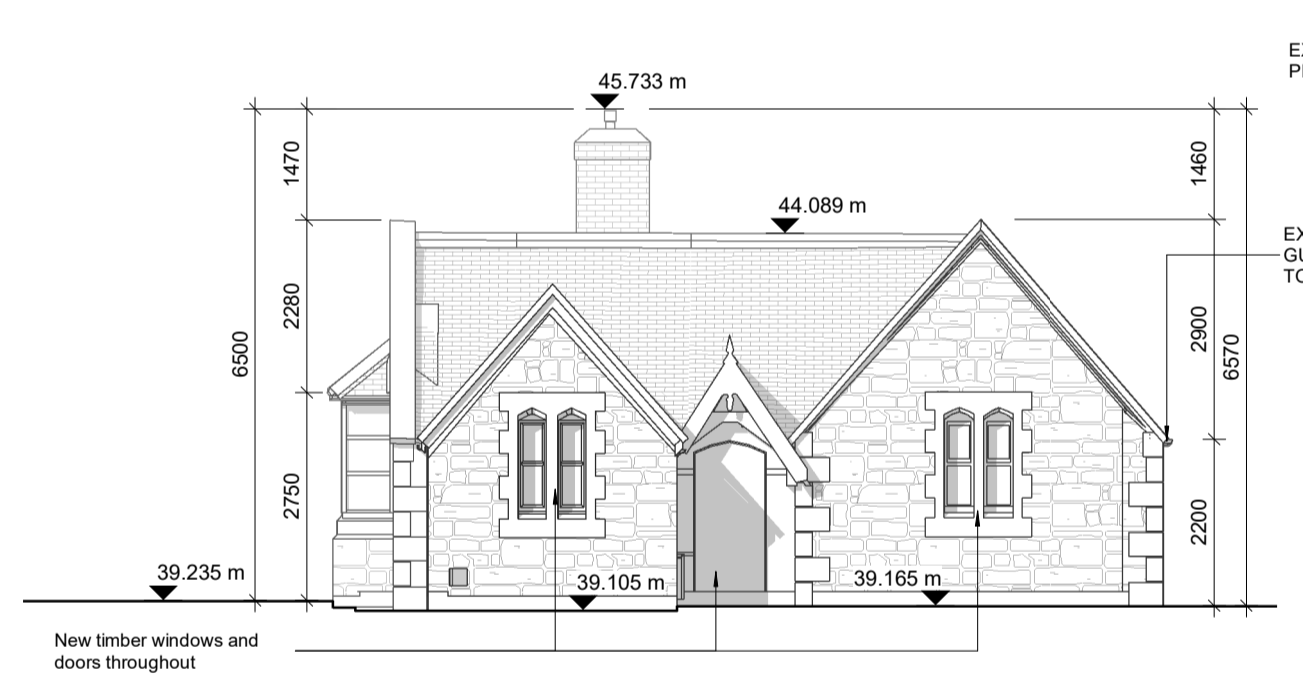 45.733 m
1470
1460
44.089 m
2280
2900
6500
6570
2750
2200
39.235 m
39.105 m
39.165 m
New timber windows and
doors throughout